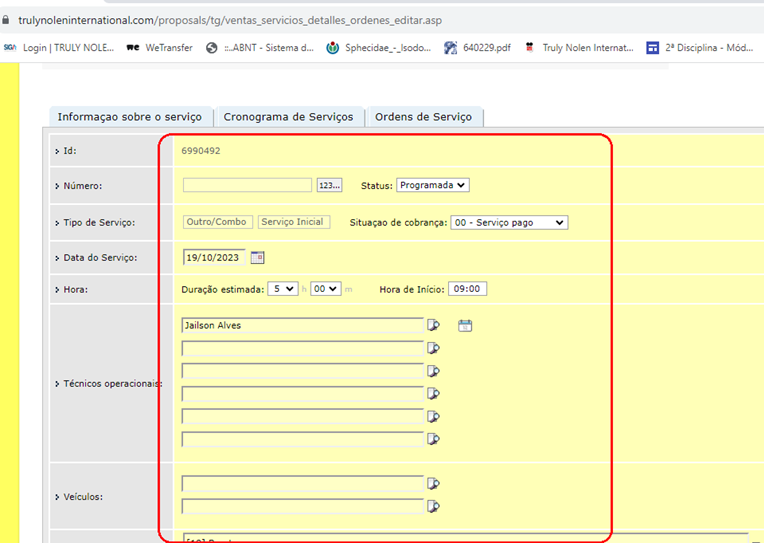 trulynoleninternational.com/proposals/tg/ventas_servicios_detalles_ordenes_editar.asp
SGN Login | TRULY NOLE... WeTransfer ::..ABNT - Sistema d... Sphecidae_-_Isodo... 640229.pdf Truly Nolen Internat... 2ª Disciplina - Mód...
Informaçao sobre o serviço Cronograma de Serviços Ordens de Serviço
Id: 6990492
Número: 123... Status: Programada
Tipo de Serviço: Outro/Combo Serviço Inicial Situaçao de cobrança: 00 - Serviço pago
Data do Serviço: 19/10/2023
Hora: Duração estimada: 5 h 00 m Hora de Início: 09:00
Jailson Alves
Técnicos operacionais:
Veículos: